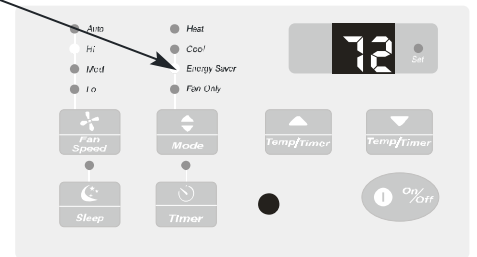 Auto
Hi
Med
Lo
Heat
Cool
Energy Saver
Fan Only
72
Set
Fan
Speed
Mode
Temp/Timer
Temp/Timer
Sleep
Timer
On/
Off